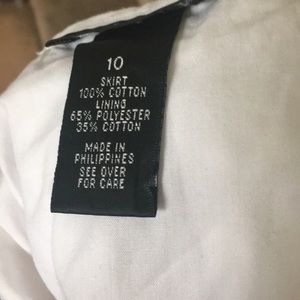 10
SKIRT
100% COTTON
LINING
65% POLYESTER
35% COTTON
MADE IN
PHILIPPINES
SEE OVER
FOR CARE